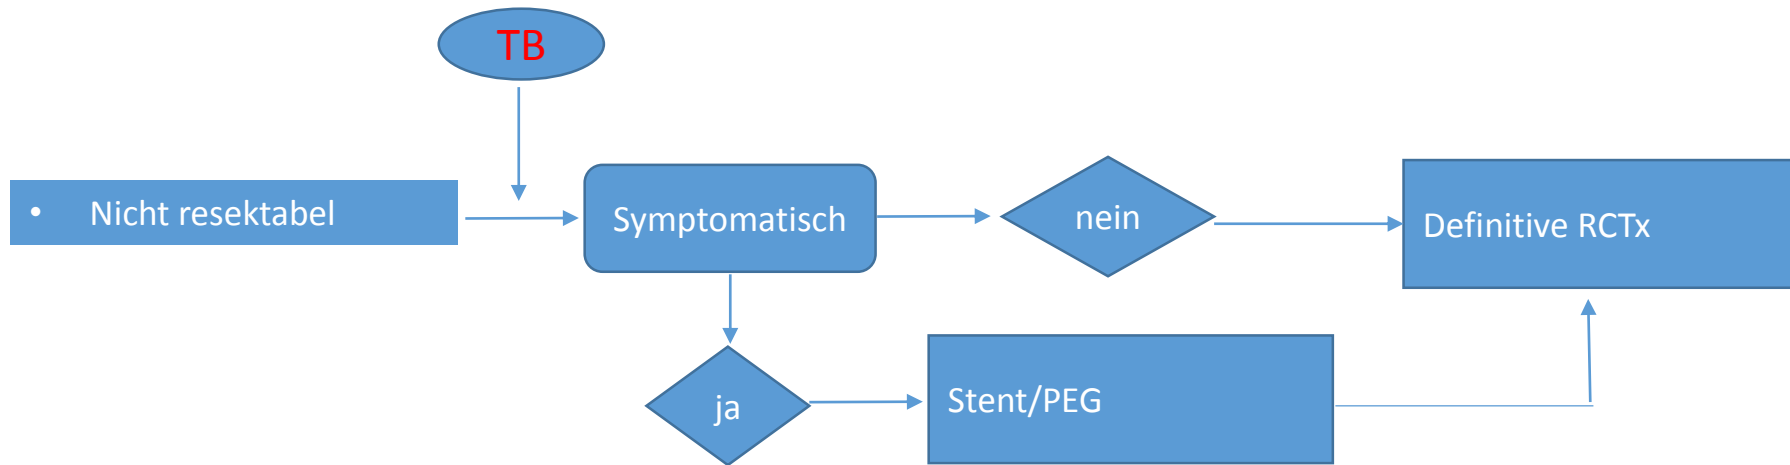 TB
• Nicht resektabel
Symptomatisch
nein
Definitive RCTx
ja
Stent/PEG